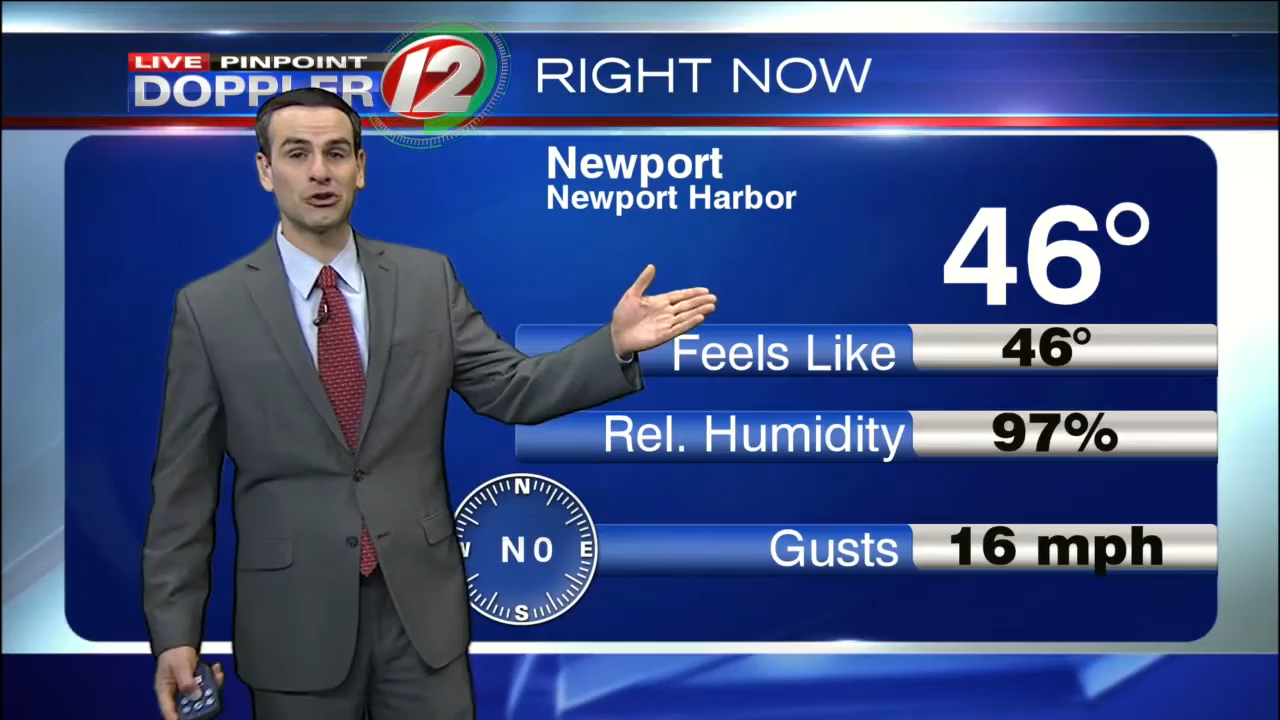 LIVE PINPOINT
DOPPLER 12
RIGHT NOW
Newport
Newport Harbor
46°
Feels Like 46°
Rel. Humidity 97%
N
W N 0 E
S
Gusts 16 mph